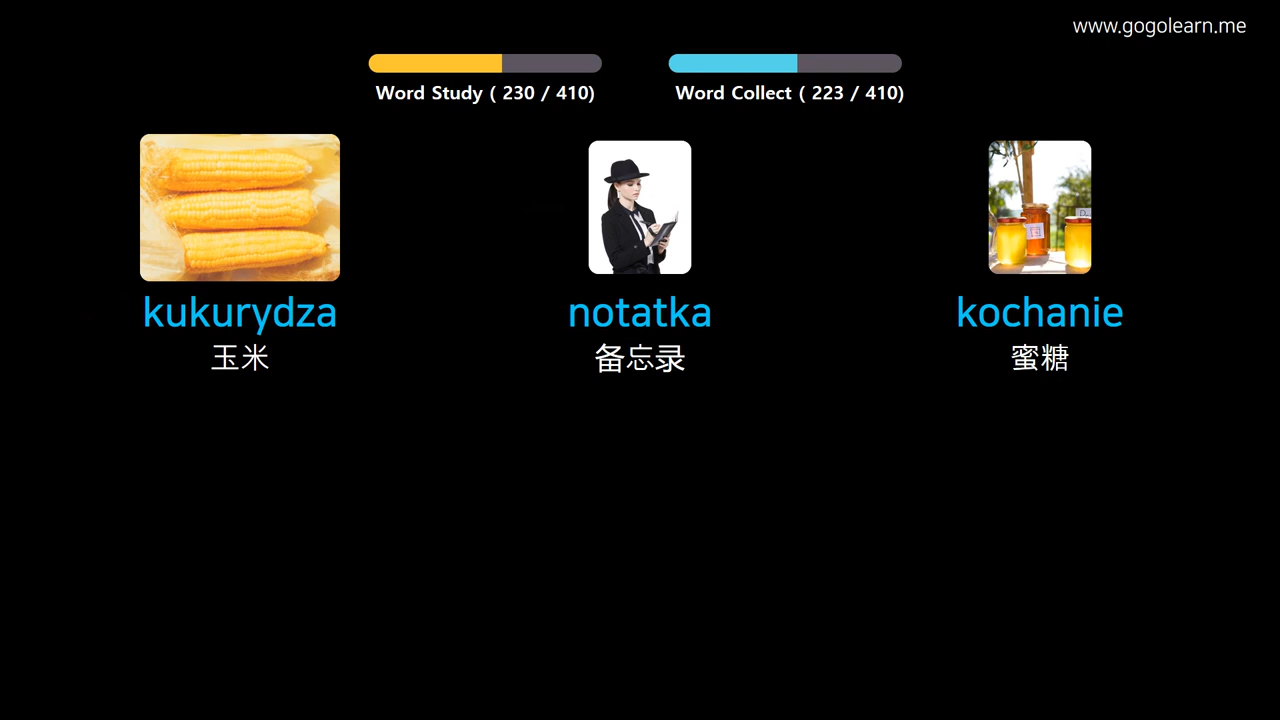 www.gogolearn.me
Word Study ( 230 / 410)
Word Collect ( 223 / 410)
kukurydza
notatka
kochanie
玉米
备忘录
蜜糖